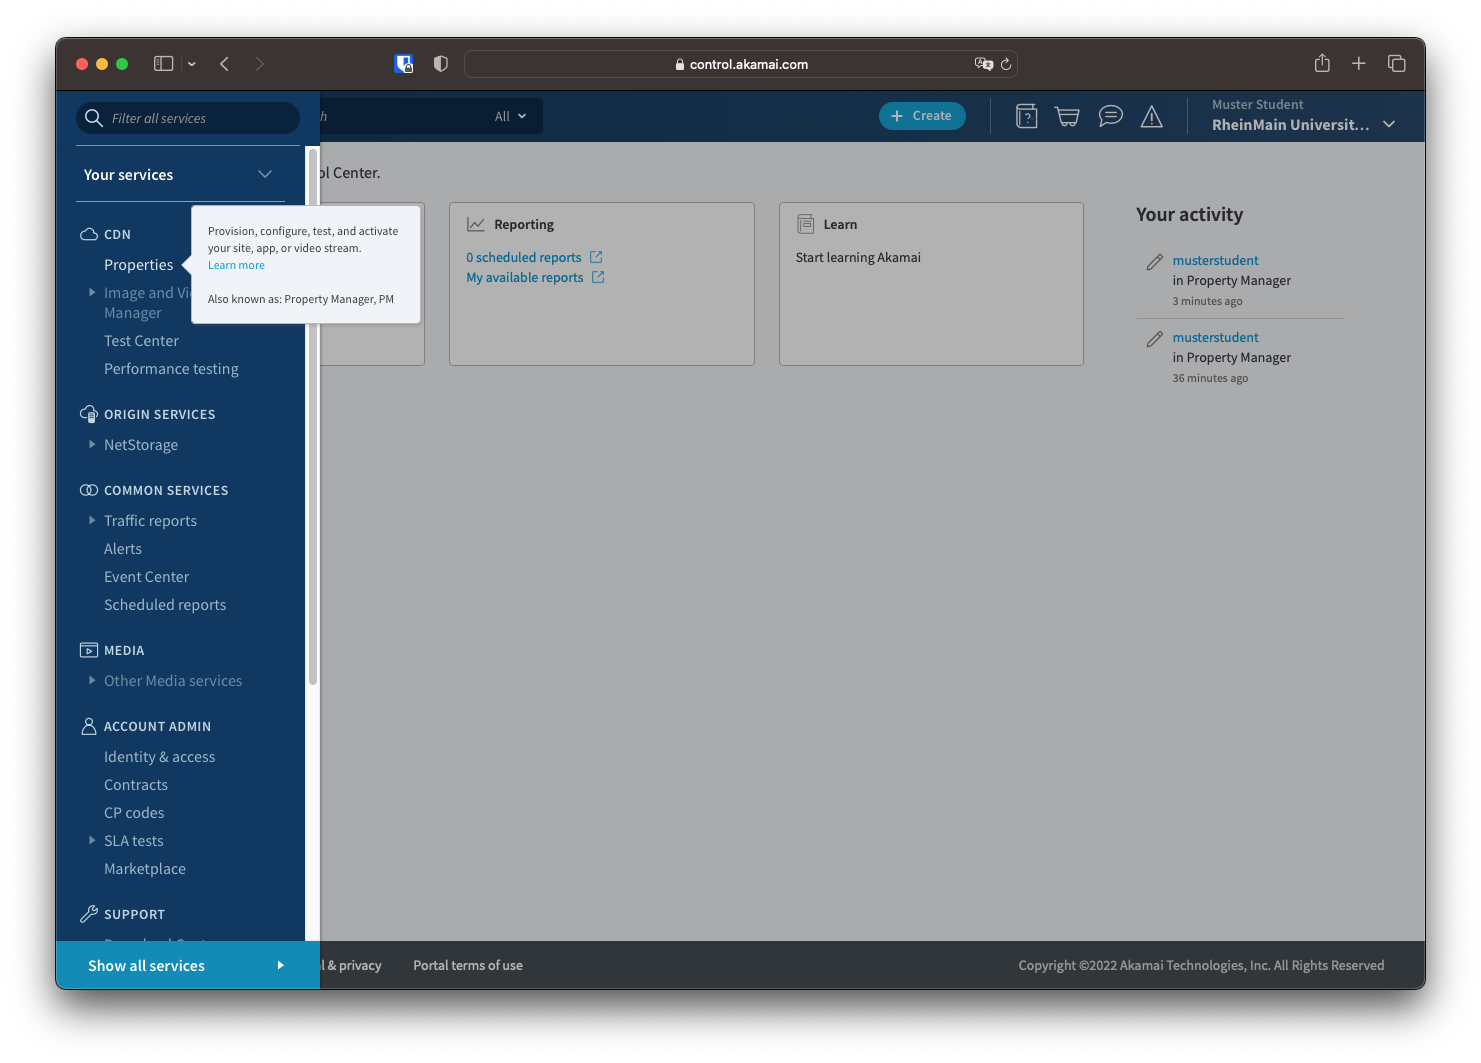 control.akamai.com
Filter all services
All
Create
Muster Student
RheinMain Universit...
Your services
Center.
CDN
Properties
Image and
Manager
Test Center
Performance testing
Provision, configure, test, and activate
your site, app, or video stream.
Learn more
Also known as: Property Manager, PM
ORIGIN SERVICES
NetStorage
COMMON SERVICES
Traffic reports
Alerts
Event Center
Scheduled reports
MEDIA
Other Media services
ACCOUNT ADMIN
Identity & access
Contracts
CP codes
SLA tests
Marketplace
SUPPORT
Show all services
Reporting
0 scheduled reports
My available reports
Learn
Start learning Akamai
Your activity
musterstudent
in Property Manager
3 minutes ago
musterstudent
in Property Manager
36 minutes ago
& privacy
Portal terms of use
Copyright ©2022 Akamai Technologies, Inc. All Rights Reserved